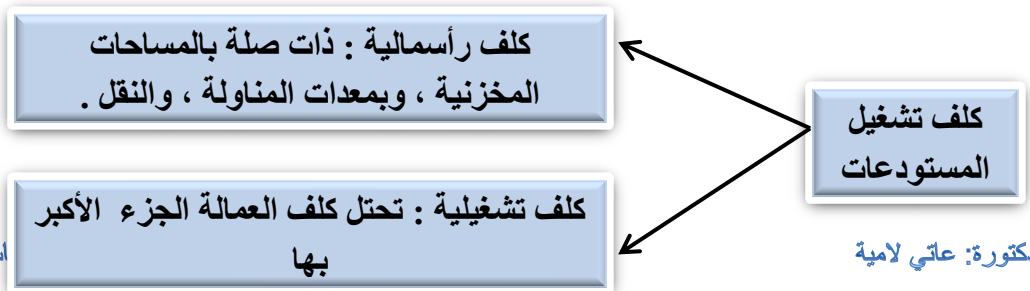 كلف رأسمالية : ذات صلة بالمساحات
المخزنية ، وبمعدات المناولة ، والنقل .
كلف تشغيل
المستودعات
كلف تشغيلية : تحتل كلف العمالة الجزء الأكبر
بها
كتورة: عاتي لامية